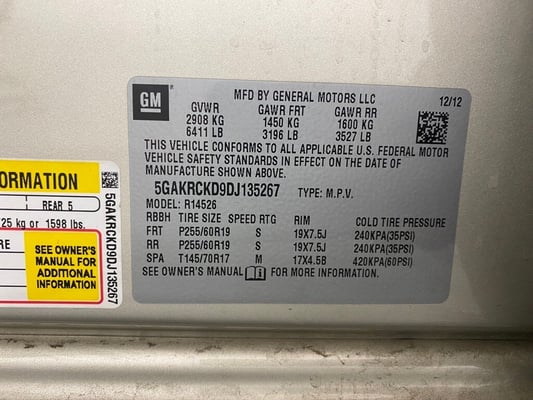 GM
MFD BY GENERAL MOTORS LLC 12/12
GVWR GAWR FRT GAWR RR
2908 KG 1450 KG 1600 KG
6411 LB 3196 LB 3527 LB
THIS VEHICLE CONFORMS TO ALL APPLICABLE U.S. FEDERAL MOTOR
VEHICLE SAFETY STANDARDS IN EFFECT ON THE DATE OF
MANUFACTURE SHOWN ABOVE.
5GAKRCKD9DJ135267 TYPE: M.P.V.
MODEL: R14526
RBBH TIRE SIZE SPEED RTG RIM COLD TIRE PRESSURE
FRT P255/60R19 S 19X7.5J 240KPA(35PSI)
RR P255/60R19 S 19X7.5J 240KPA(35PSI)
SPA T145/70R17 M 17X4.5B 420KPA(60PSI)
SEE OWNER'S MANUAL FOR MORE INFORMATION.
ORMATION
REAR 5
25 kg or 1598 lbs.
RE
SEE OWNER'S
MANUAL FOR
ADDITIONAL
INFORMATION
5GAKRCKD9DJ135267